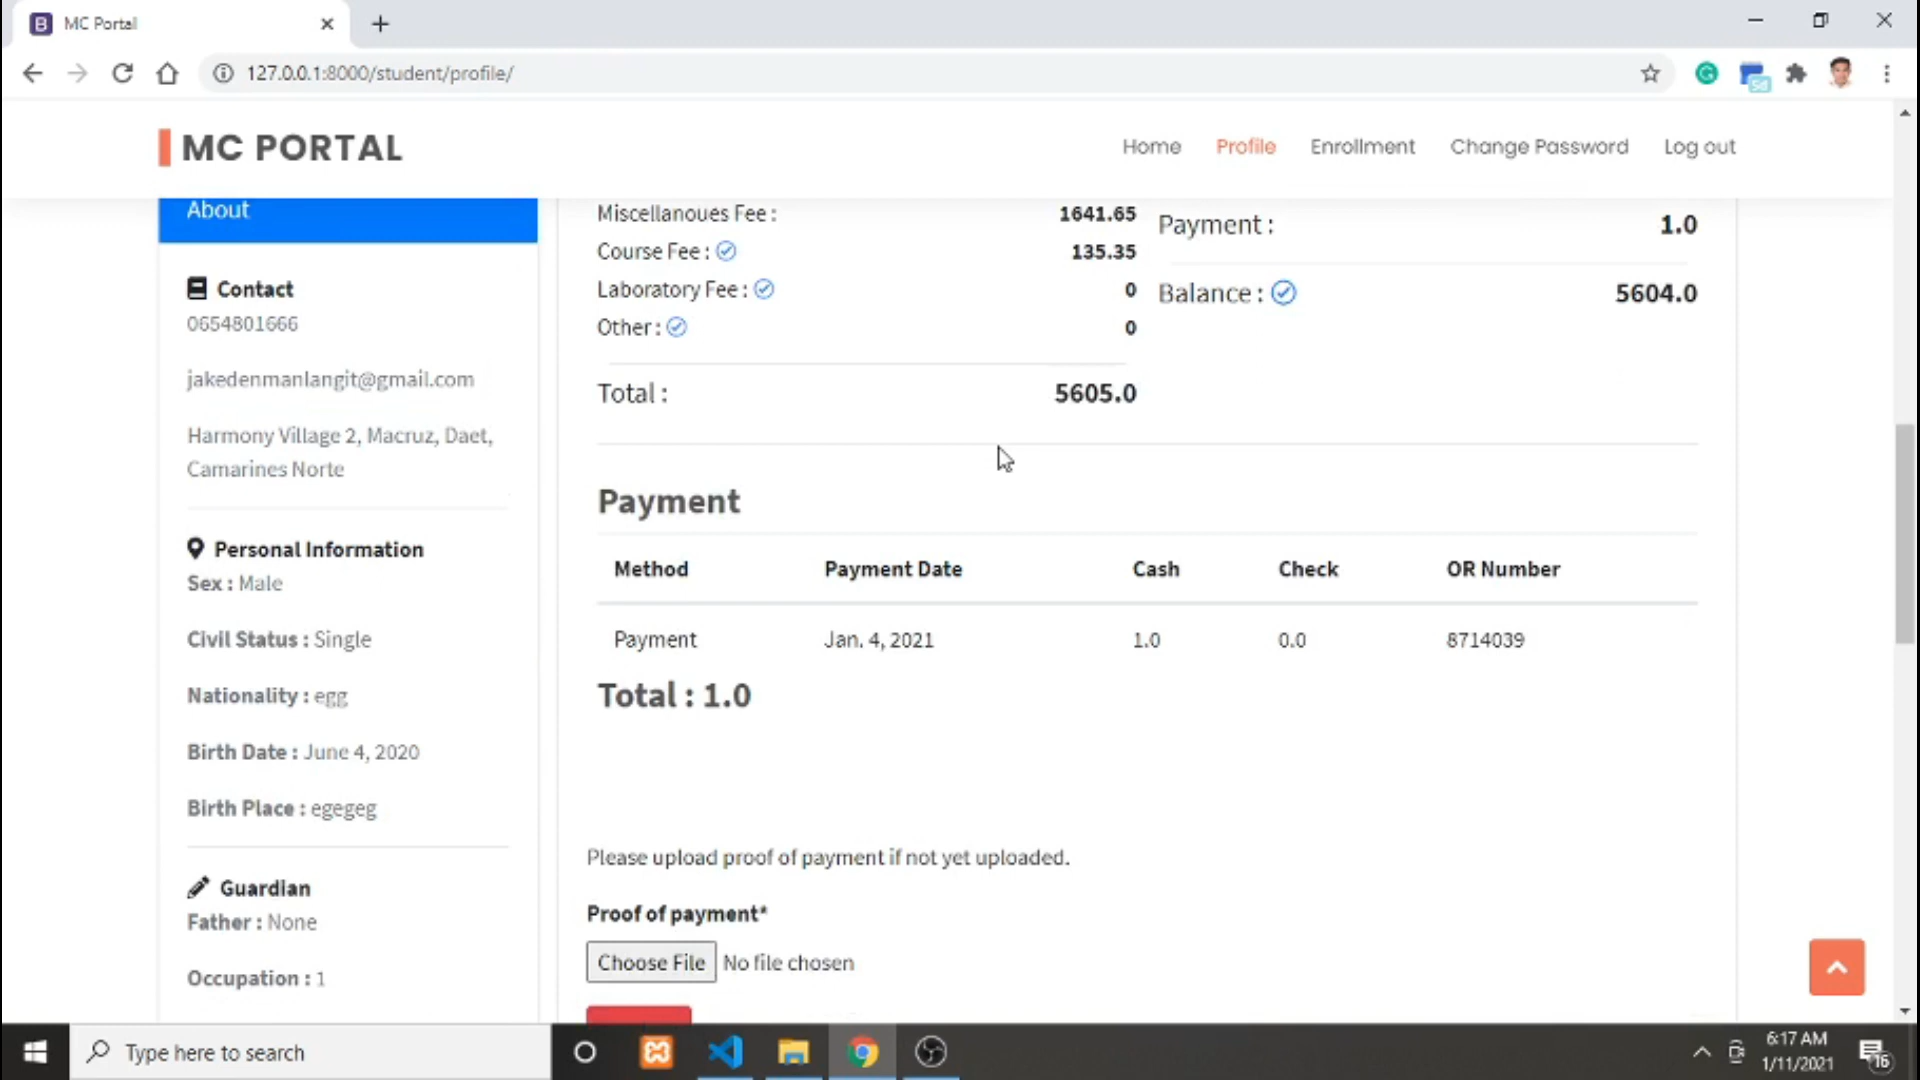 MC Portal
127.0.0.1:8000/student/profile/
MC PORTAL
Home Profile Enrollment Change Password Log out
About
Contact
0654801666
jakedenmanlangit@gmail.com
Harmony Village 2, Macruz, Daet,
Camarines Norte
Personal Information
Sex : Male
Civil Status : Single
Nationality : egg
Birth Date : June 4, 2020
Birth Place : egegeg
Guardian
Father : None
Occupation : 1
Miscellanoues Fee : 1641.65
Course Fee : 135.35
Laboratory Fee : 0
Other : 0
Total : 5605.0
Payment : 1.0
Balance : 5604.0
Payment
Method Payment Date Cash Check OR Number
Payment Jan. 4, 2021 1.0 0.0 8714039
Total : 1.0
Please upload proof of payment if not yet uploaded.
Proof of payment*
Choose File No file chosen
Type here to search
6:17 AM
1/11/2021
16